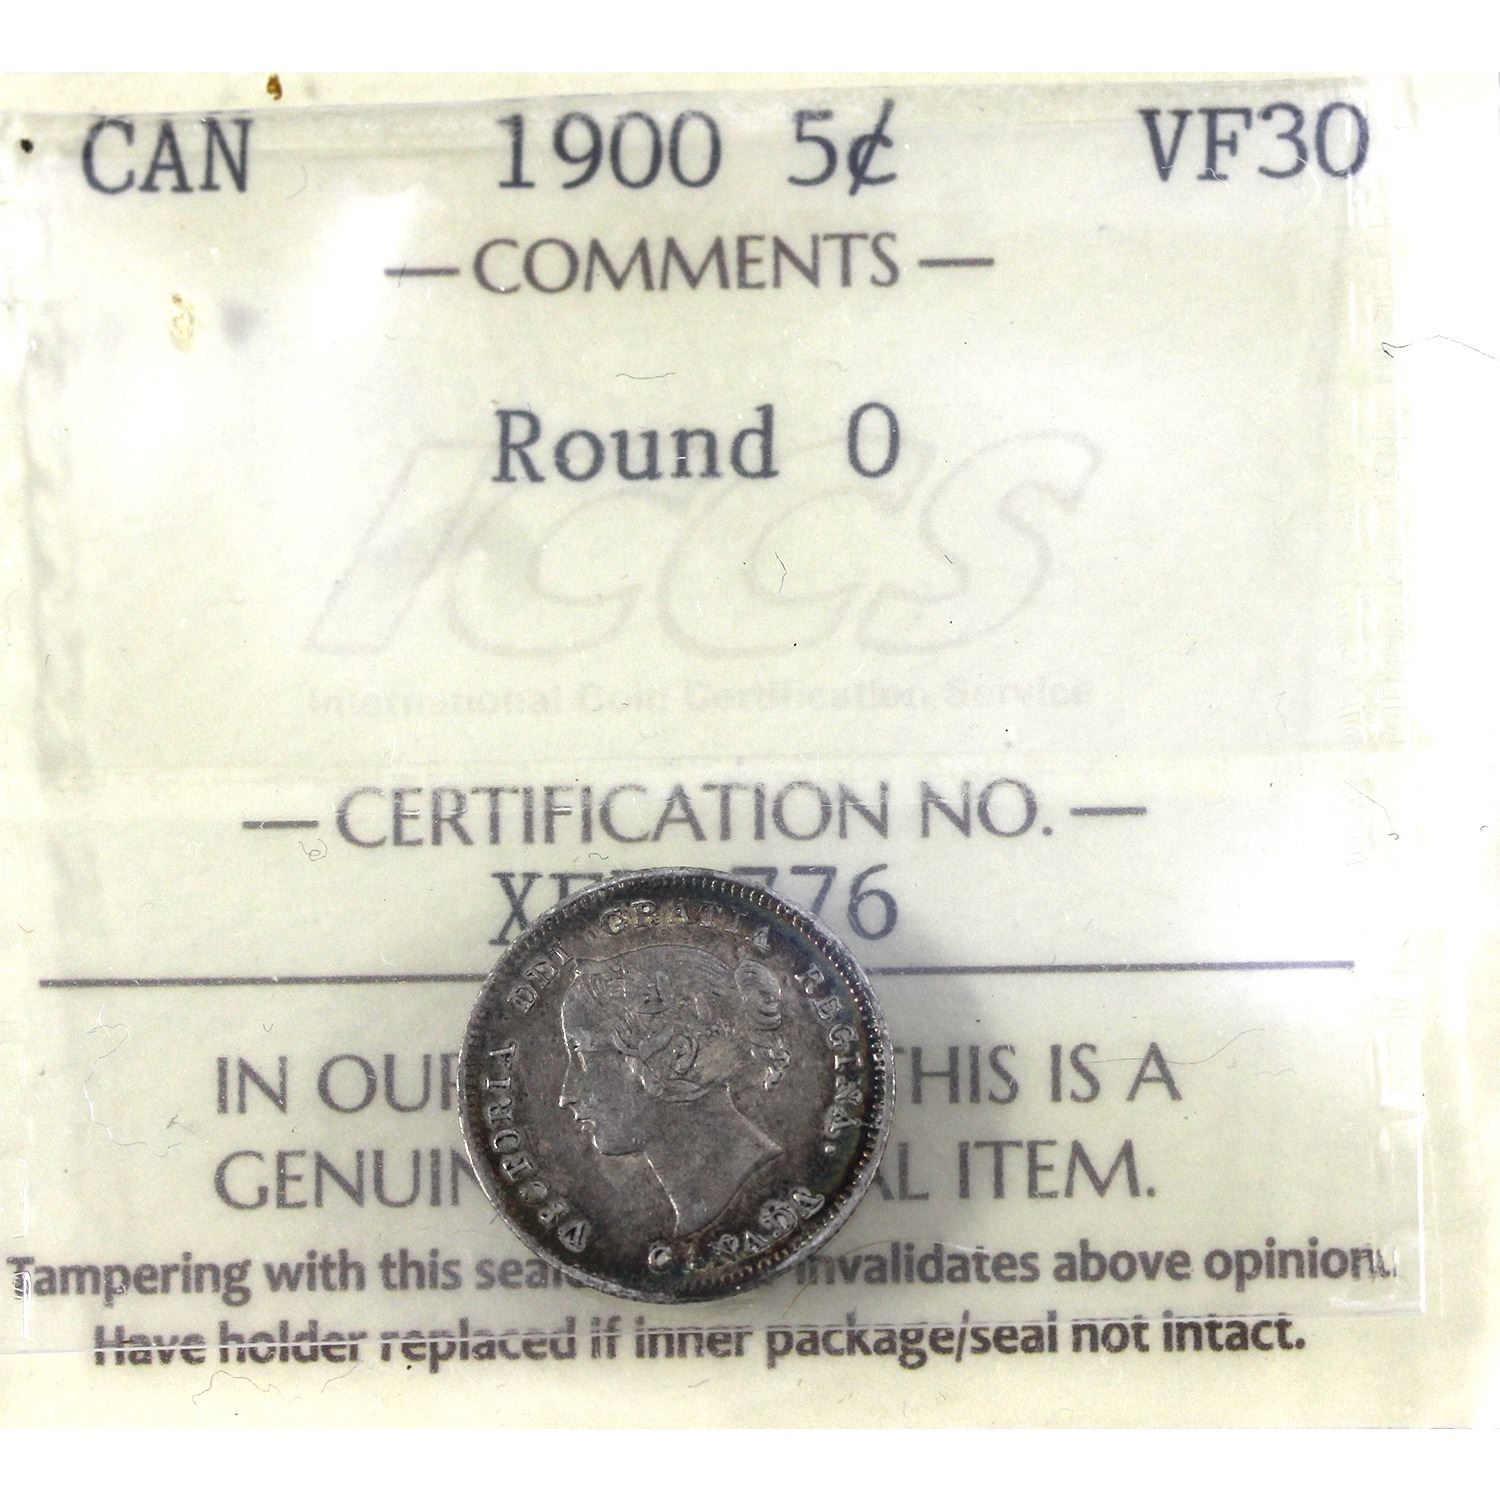 CAN 1900 5¢ VF30
— COMMENTS —
Round 0
ICCS
International Coin Certification Service
— CERTIFICATION NO. —
776
IN OUR THIS IS A
GENUIN ITEM.
Tampering with this seal invalidates above opinion.
Have holder replaced if inner package/seal not intact.
VICTORIA DEI GRATIA REGINA.
CANADA